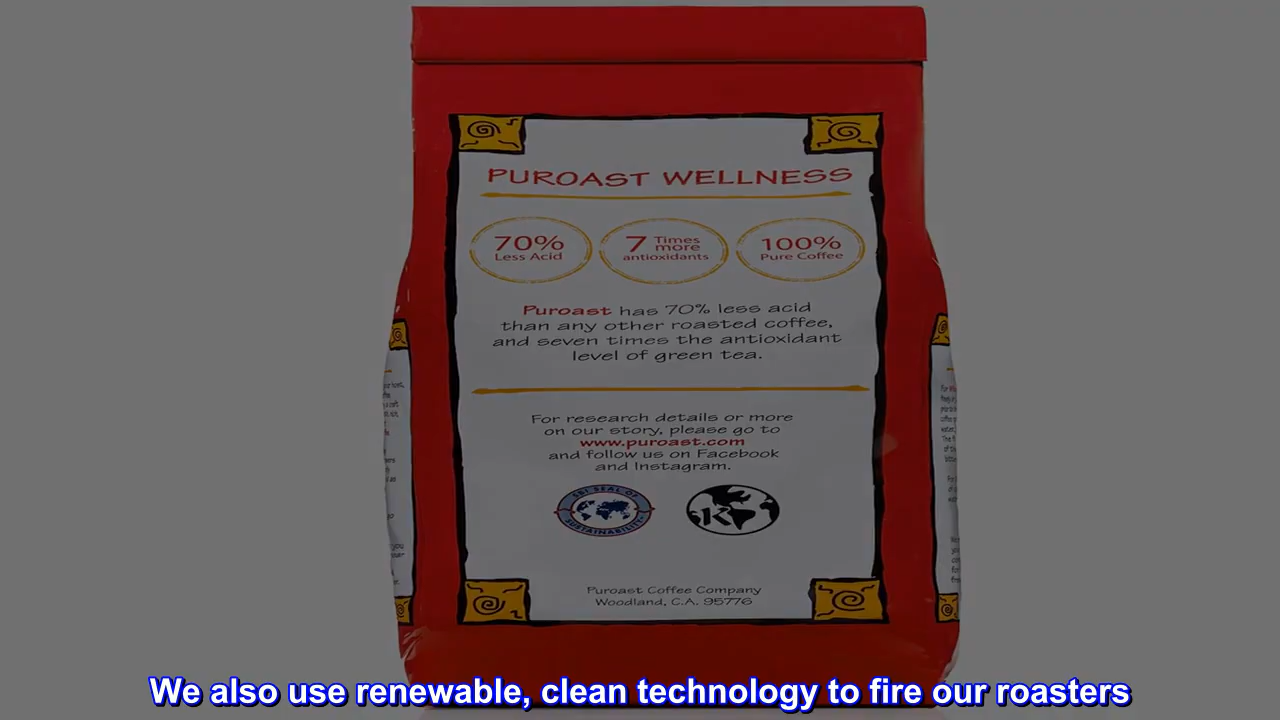 PUROAST WELLNESS
70%
Less Acid
7 Times
more
antioxidants
100%
Pure Coffee
Puroast has 70% less acid
than any other roasted coffee,
and seven times the antioxidant
level of green tea.
For research details or more
on our story, please go to
www.puroast.com
and follow us on Facebook
and Instagram.
SEAL OF
SUSTAINABILITY
K
Puroast Coffee Company
Woodland, C.A. 95776
We also use renewable, clean technology to fire our roasters